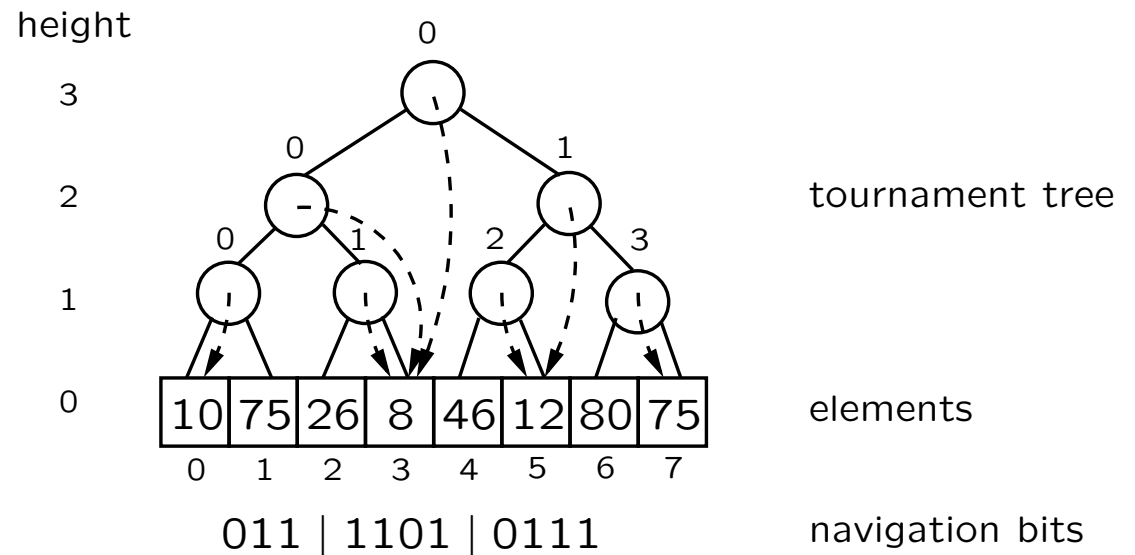 height
0
3
0 1
2 tournament tree
0 1 2 3
1
0 10 75 26 8 46 12 80 75 elements
0 1 2 3 4 5 6 7
011 | 1101 | 0111 navigation bits